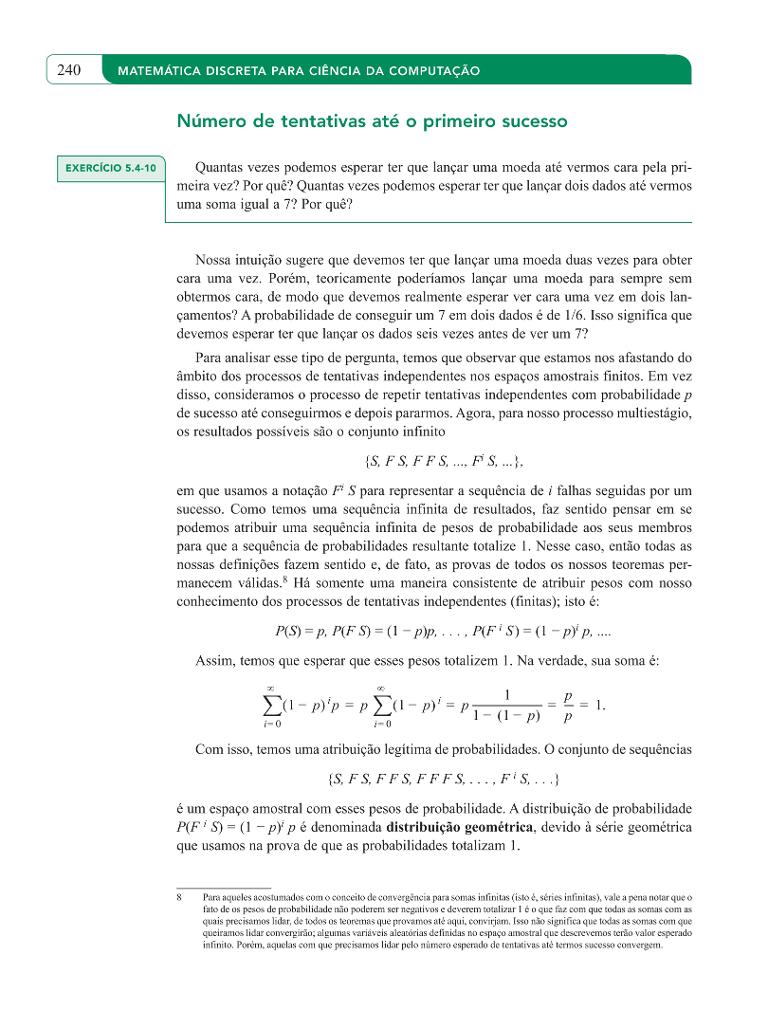 240
MATEMÁTICA DISCRETA PARA CIÊNCIA DA COMPUTAÇÃO
Número de tentativas até o primeiro sucesso
EXERCÍCIO 5.4-10
Quantas vezes podemos esperar ter que lançar uma moeda até vermos cara pela pri-
meira vez? Por quê? Quantas vezes podemos esperar ter que lançar dois dados até vermos
uma soma igual a 7? Por quê?
Nossa intuição sugere que devemos ter que lançar uma moeda duas vezes para obter
cara uma vez. Porém, teoricamente poderíamos lançar uma moeda para sempre sem
obtermos cara, de modo que devemos realmente esperar ver cara uma vez em dois lan-
çamentos? A probabilidade de conseguir um 7 em dois dados é de 1/6. Isso significa que
devemos esperar ter que lançar os dados seis vezes antes de ver um 7?
Para analisar esse tipo de pergunta, temos que observar que estamos nos afastando do
âmbito dos processos de tentativas independentes nos espaços amostrais finitos. Em vez
disso, consideramos o processo de repetir tentativas independentes com probabilidade p
de sucesso até conseguirmos e depois pararmos. Agora, para nosso processo multiestágio,
os resultados possíveis são o conjunto infinito
{S, F S, F F S, ..., Fⁱ S, ...},
em que usamos a notação Fⁱ S para representar a sequência de i falhas seguidas por um
sucesso. Como temos uma sequência infinita de resultados, faz sentido pensar em se
podemos atribuir uma sequência infinita de pesos de probabilidade aos seus membros
para que a sequência de probabilidades resultante totalize 1. Nesse caso, então todas as
nossas definições fazem sentido e, de fato, as provas de todos os nossos teoremas per-
manecem válidas.⁸ Há somente uma maneira consistente de atribuir pesos com nosso
conhecimento dos processos de tentativas independentes (finitas); isto é:
P(S) = p, P(F S) = (1 − p)p, . . . , P(F ⁱ S) = (1 − p)ⁱ p, ....
Assim, temos que esperar que esses pesos totalizem 1. Na verdade, sua soma é:
∑_{i=0}^{∞} (1 − p)ⁱ p = p ∑_{i=0}^{∞} (1 − p)ⁱ = p 1/(1 − (1 − p)) = p/p = 1.
Com isso, temos uma atribuição legítima de probabilidades. O conjunto de sequências
{S, F S, F F S, F F F S, . . . , F ⁱ S, . . .}
é um espaço amostral com esses pesos de probabilidade. A distribuição de probabilidade
P(F ⁱ S) = (1 − p)ⁱ p é denominada distribuição geométrica, devido à série geométrica
que usamos na prova de que as probabilidades totalizam 1.
8 Para aqueles acostumados com o conceito de convergência para somas infinitas (isto é, séries infinitas), vale a pena notar que o
fato de os pesos de probabilidade não poderem ser negativos e deverem totalizar 1 é o que faz com que todas as somas com as
quais precisamos lidar, de todos os teoremas que provamos até aqui, convirjam. Isso não significa que todas as somas com que
queiramos lidar convergirão; algumas variáveis aleatórias definidas no espaço amostral que descrevemos terão valor esperado
infinito. Porém, aquelas com que precisamos lidar pelo número esperado de tentativas até termos sucesso convergem.